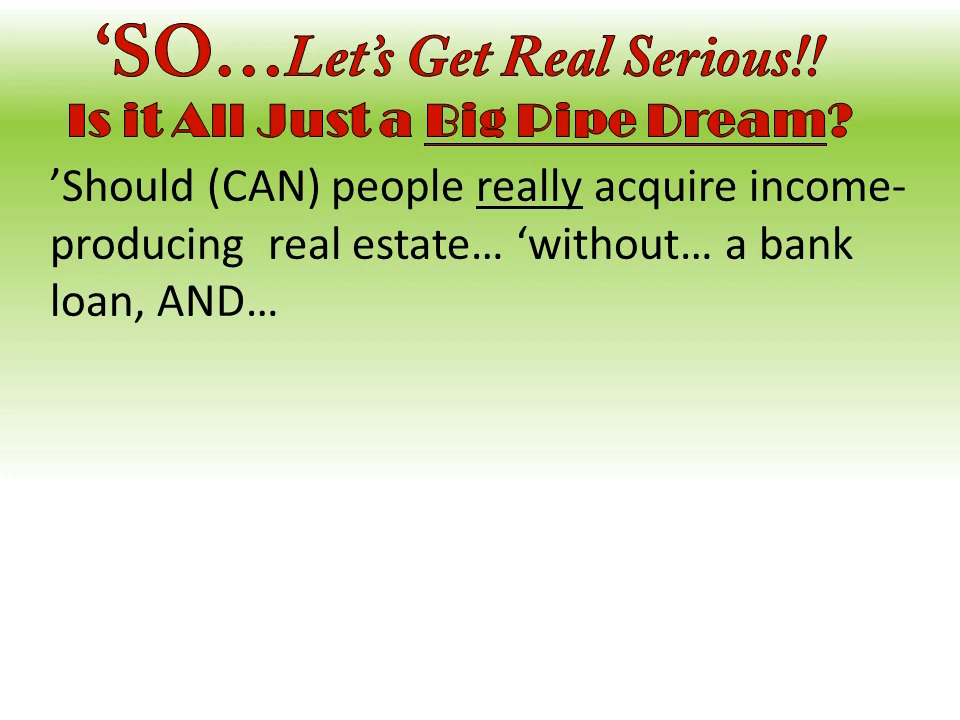 ‘SO…Let’s Get Real Serious!!
Is it All Just a Big Pipe Dream?
’Should (CAN) people really acquire income-
producing  real estate… ‘without… a bank
loan, AND…